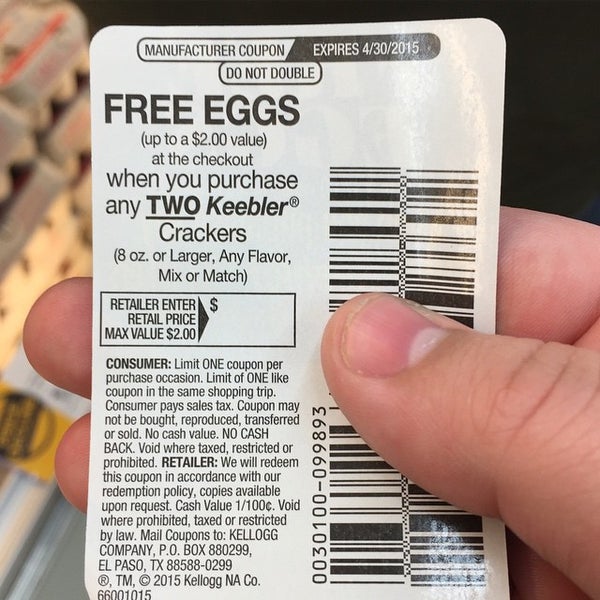 MANUFACTURER COUPON EXPIRES 4/30/2015
DO NOT DOUBLE
FREE EGGS
(up to a $2.00 value)
at the checkout
when you purchase
any TWO Keebler®
Crackers
(8 oz. or Larger, Any Flavor,
Mix or Match)
RETAILER ENTER $
RETAIL PRICE
MAX VALUE $2.00
CONSUMER: Limit ONE coupon per
purchase occasion. Limit of ONE like
coupon in the same shopping trip.
Consumer pays sales tax. Coupon may
not be bought, reproduced, transferred
or sold. No cash value. NO CASH
BACK. Void where taxed, restricted or
prohibited. RETAILER: We will redeem
this coupon in accordance with our
redemption policy, copies available
upon request. Cash Value 1/100¢. Void
where prohibited, taxed or restricted
by law. Mail Coupons to: KELLOGG
COMPANY, P.O. BOX 880299,
EL PASO, TX 88588-0299
®, TM, © 2015 Kellogg NA Co.
66001015
0030100-099893